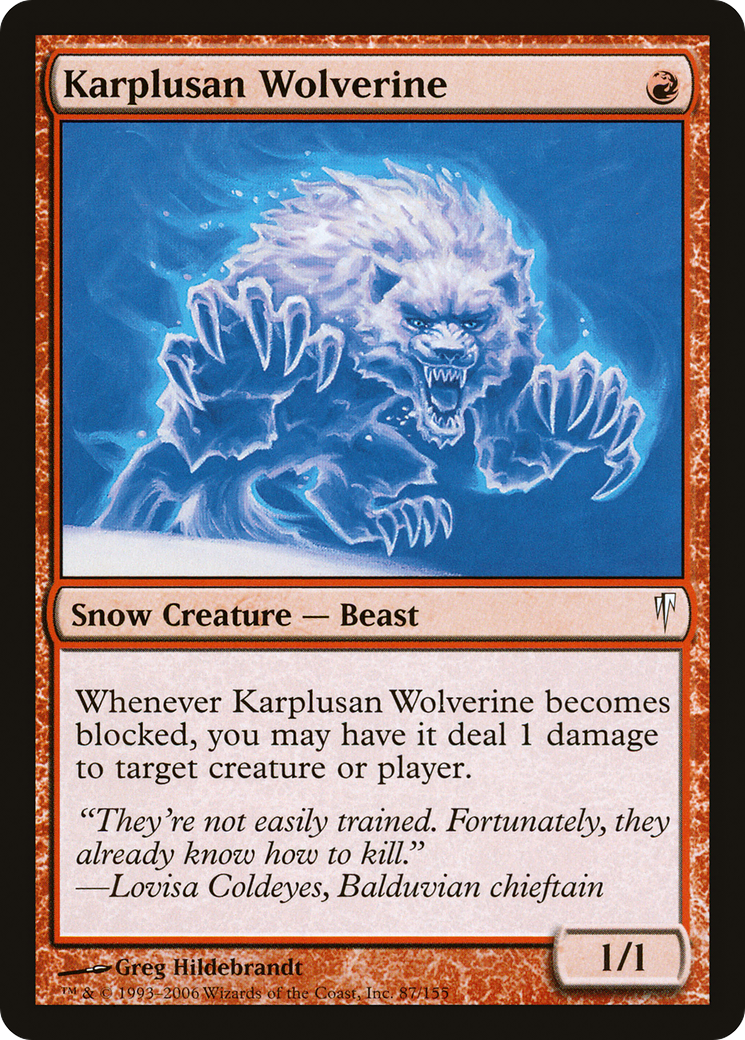 Karplusan Wolverine
Snow Creature — Beast
Whenever Karplusan Wolverine becomes
blocked, you may have it deal 1 damage
to target creature or player.
“They’re not easily trained. Fortunately, they
already know how to kill.”
—Lovisa Coldeyes, Balduvian chieftain
1/1
Greg Hildebrandt
™ & © 1993–2006 Wizards of the Coast, Inc. 87/155